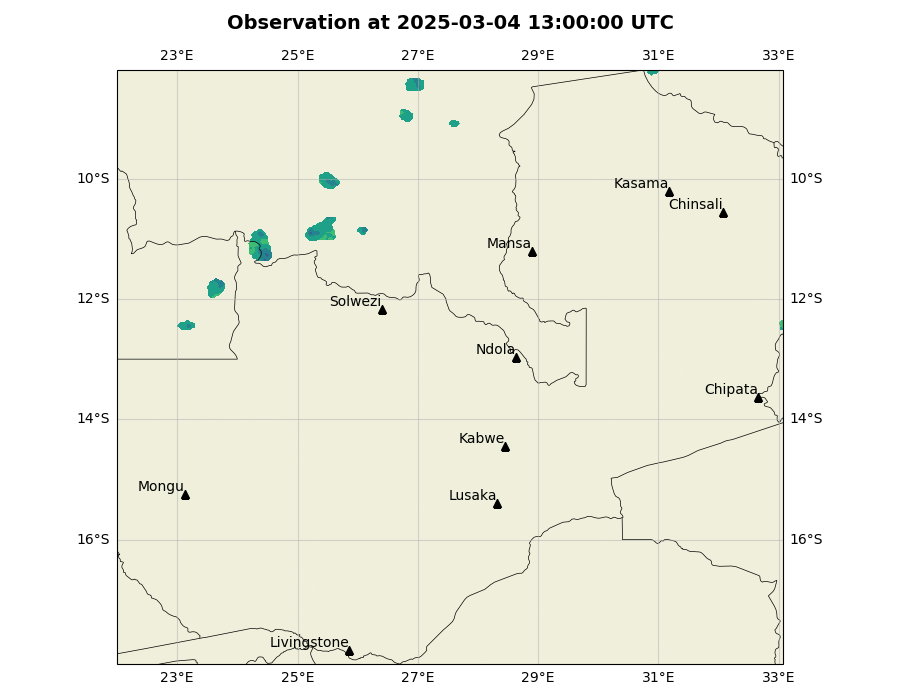 Observation at 2025-03-04 13:00:00 UTC
23°E 25°E 27°E 29°E 31°E 33°E
10°S 10°S
Kasama
Chinsali
Mansa
12°S 12°S
Solwezi
Ndola
Chipata
14°S 14°S
Kabwe
Mongu
Lusaka
16°S 16°S
Livingstone
23°E 25°E 27°E 29°E 31°E 33°E